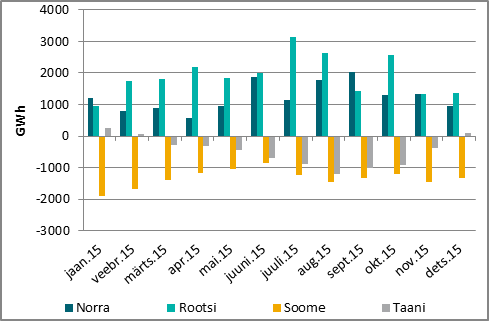 4000
3000
2000
1000
0
-1000
-2000
-3000
GWh
jaan.15
veebr.15
märts.15
apr.15
mai.15
juuni.15
juuli.15
aug.15
sept.15
okt.15
nov.15
dets.15
Norra
Rootsi
Soome
Taani